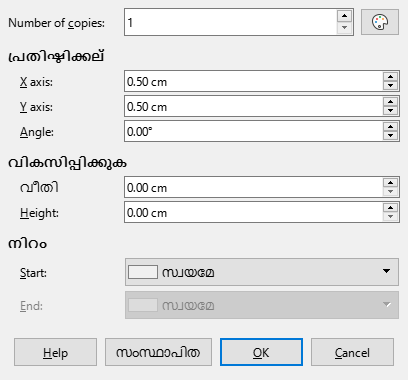 Number of copies: 1
പ്രതിഷ്ഠിക്കല്
X axis: 0.50 cm
Y axis: 0.50 cm
Angle: 0.00°
വികസിപ്പിക്കുക
വീതി 0.00 cm
Height: 0.00 cm
നിറം
Start: സ്വയമേ
End: സ്വയമേ
Help സംസ്ഥാപിത OK Cancel